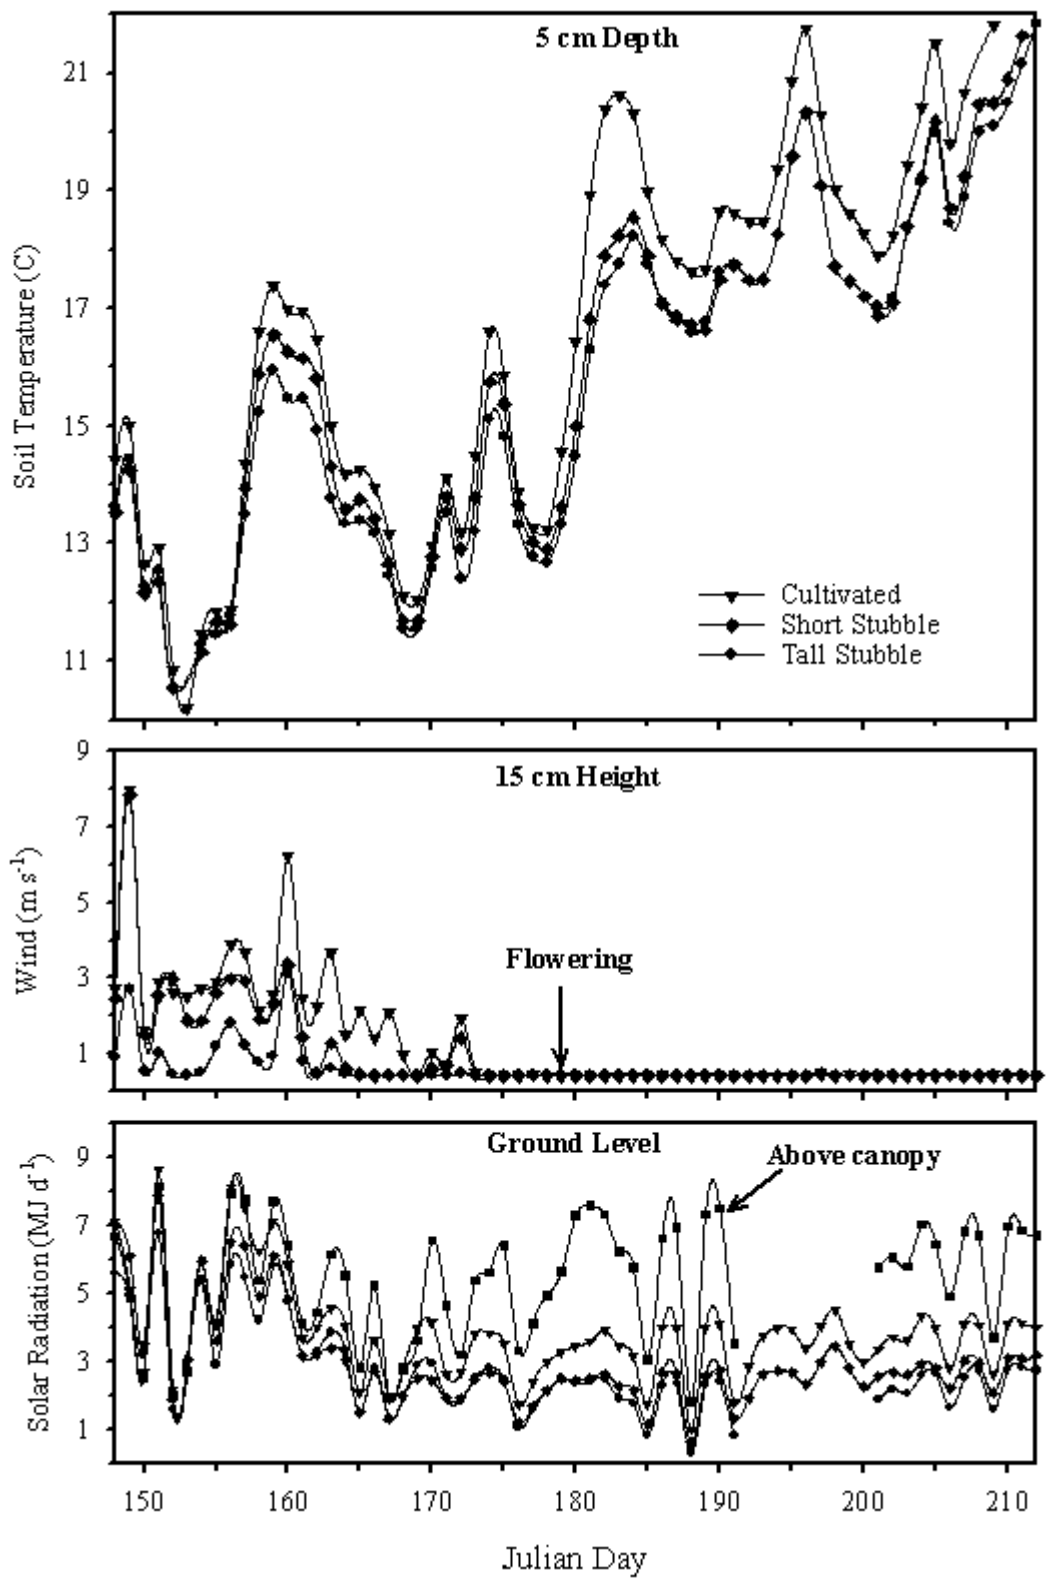 5 cm Depth
21
19
17
15
13
11
Soil Temperature (C)
Cultivated
Short Stubble
Tall Stubble
15 cm Height
9
7
5
3
1
Wind (m s-1)
Flowering
Ground Level
Above canopy
9
7
5
3
1
Solar Radiation (MJ d-1)
150 160 170 180 190 200 210
Julian Day